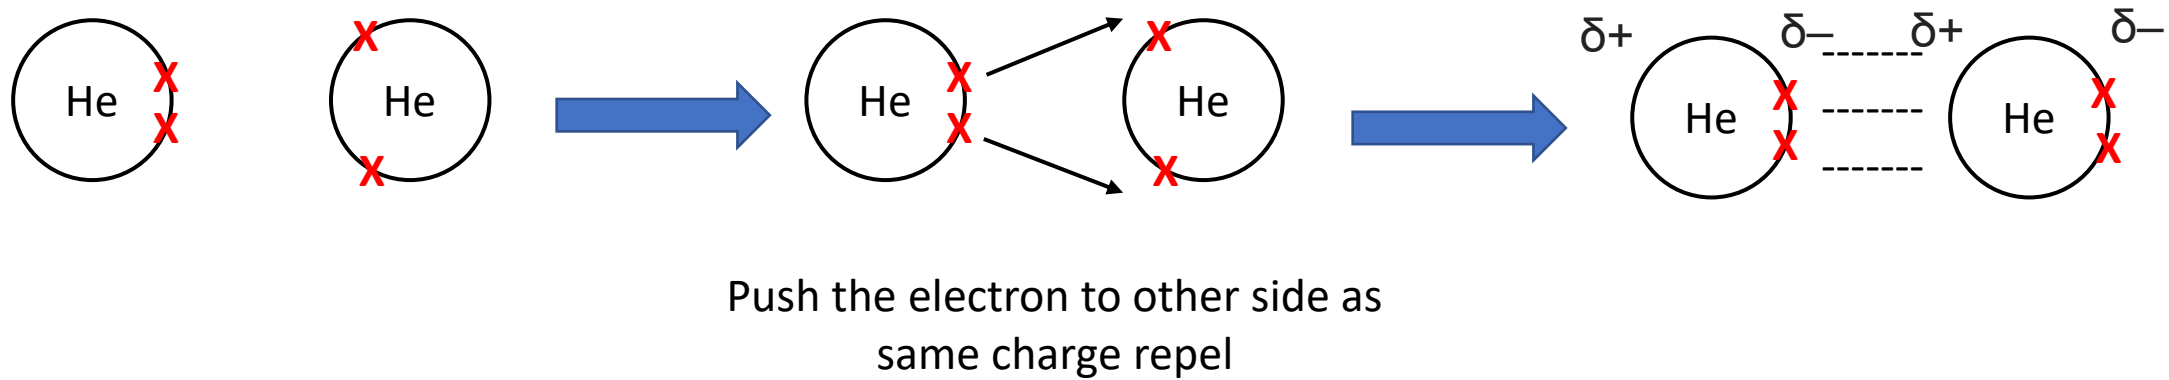 δ+ δ– δ+ δ–
X X X X X X
He He He He He He
X X X X X X
Push the electron to other side as
same charge repel